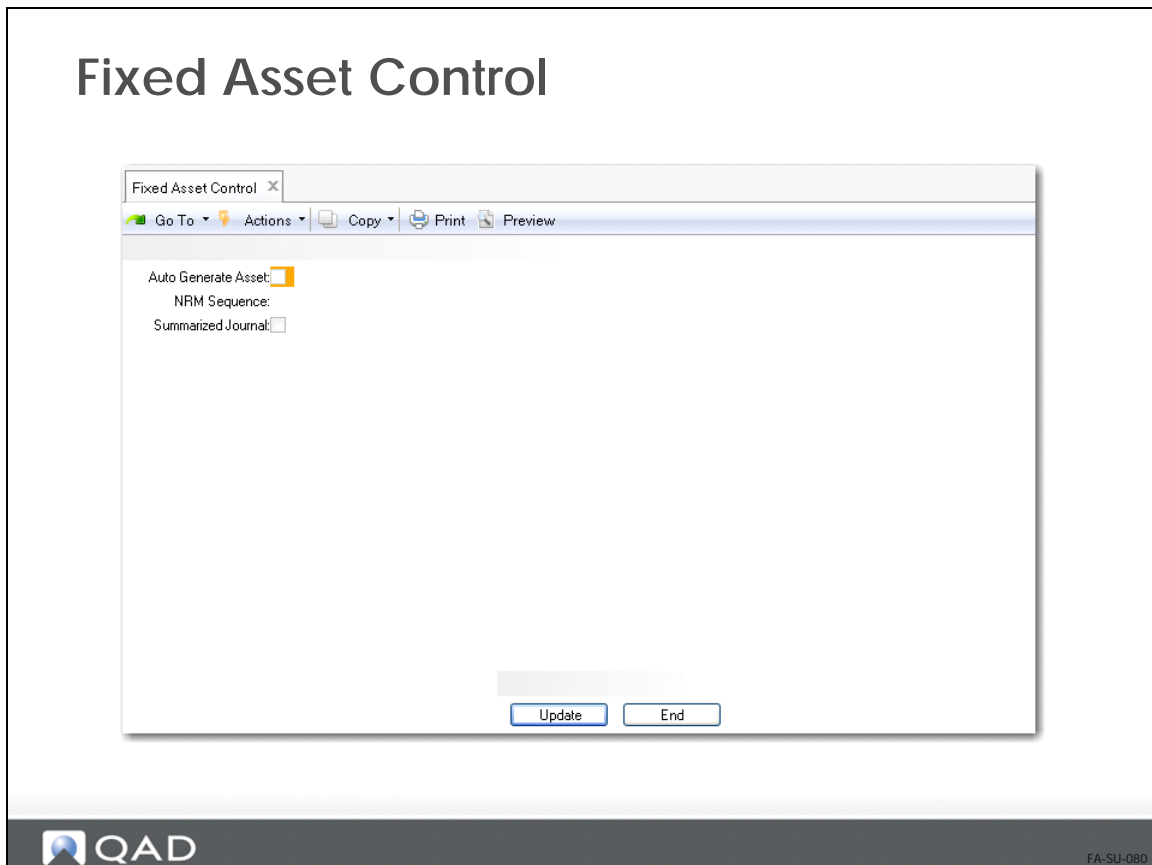 Fixed Asset Control
Fixed Asset Control
Go To Actions Copy Print Preview
Auto Generate Asset:
NRM Sequence:
Summarized Journal:
Update End
QAD
FA-SU-080